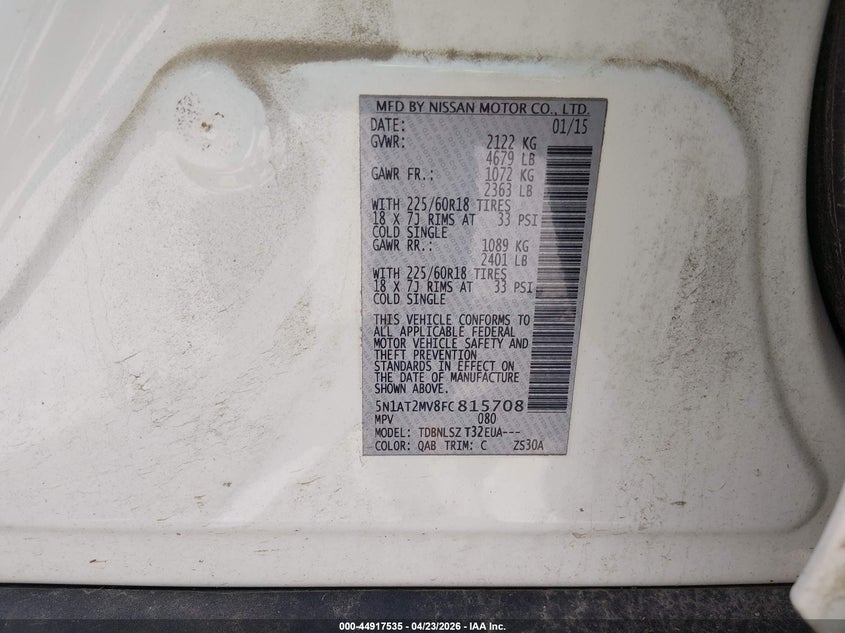 MFD BY NISSAN MOTOR CO., LTD.
DATE: 01/15
GVWR: 2122 KG
4679 LB
GAWR FR.: 1072 KG
2363 LB
WITH 225/60R18 TIRES
18 X 7J RIMS AT 33 PSI
COLD SINGLE
GAWR RR.: 1089 KG
2401 LB
WITH 225/60R18 TIRES
18 X 7J RIMS AT 33 PSI
COLD SINGLE
THIS VEHICLE CONFORMS TO
ALL APPLICABLE FEDERAL
MOTOR VEHICLE SAFETY AND
THEFT PREVENTION
STANDARDS IN EFFECT ON
THE DATE OF MANUFACTURE
SHOWN ABOVE.
5N1AT2MV8FC815708
MPV 080
MODEL: TDBNLSZ T32EUA---
COLOR: QAB TRIM: C ZS30A
000-44917535 - 04/23/2026 - IAA Inc.